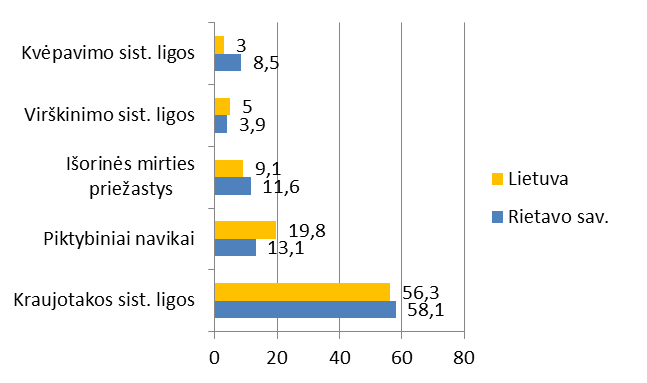 Kvėpavimo sist. ligos
3
8,5
Virškinimo sist. ligos
5
3,9
Išorinės mirties
priežastys
9,1
11,6
Piktybiniai navikai
19,8
13,1
Kraujotakos sist. ligos
56,3
58,1
0 20 40 60 80
Lietuva
Rietavo sav.